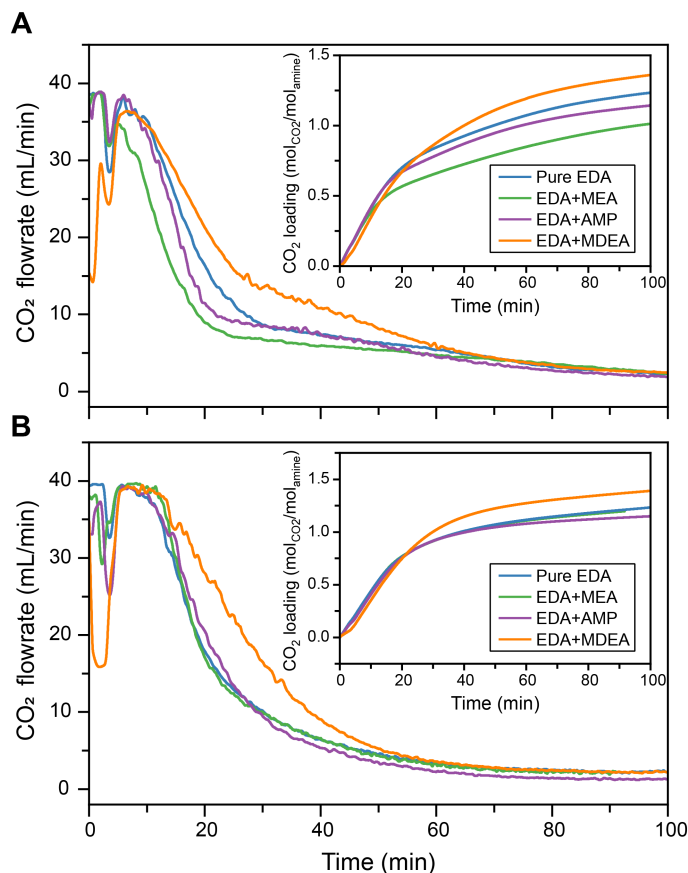 A
CO₂ flowrate (mL/min)
40
30
20
10
0
CO₂ loading (mol_CO2/mol_amine)
1.5
1.0
0.5
0.0
Pure EDA
EDA+MEA
EDA+AMP
EDA+MDEA
0 20 40 60 80 100
Time (min)
B
CO₂ flowrate (mL/min)
40
30
20
10
0
CO₂ loading (mol_CO2/mol_amine)
1.5
1.0
0.5
0.0
Pure EDA
EDA+MEA
EDA+AMP
EDA+MDEA
0 20 40 60 80 100
Time (min)
0 20 40 60 80 100
Time (min)